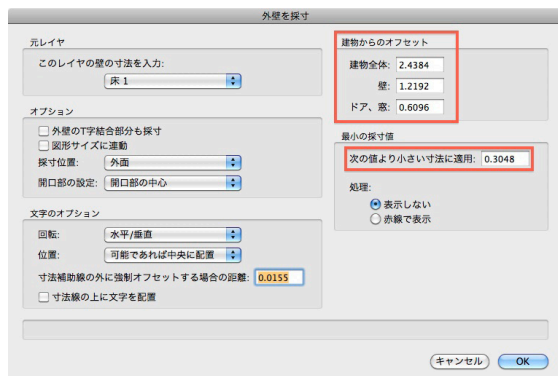 外壁を採寸
元レイヤ
このレイヤの壁の寸法を入力:
床 1
オプション
外壁のT字結合部分も採寸
図形サイズに連動
採寸位置: 外面
開口部の設定: 開口部の中心
文字のオプション
回転: 水平/垂直
位置: 可能であれば中央に配置
寸法補助線の外に強制オフセットする場合の距離: 0.0155
寸法線の上に文字を配置
建物からのオフセット
建物全体: 2.4384
壁: 1.2192
ドア、窓: 0.6096
最小の採寸値
次の値より小さい寸法に適用: 0.3048
処理:
表示しない
赤線で表示
キャンセル
OK